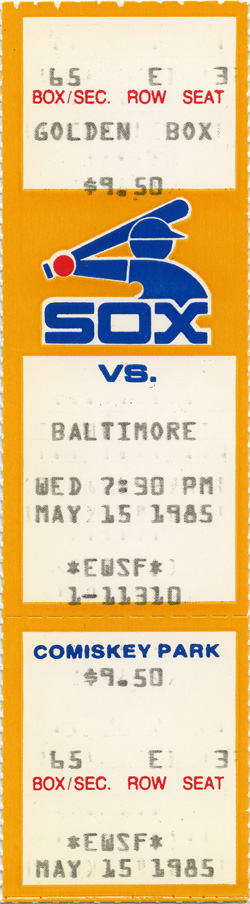 65 E 3
BOX/SEC. ROW SEAT
GOLDEN BOX
$9.50
SOX
VS.
BALTIMORE
WED 7:30 PM
MAY 15 1985
*EWSF*
1-11310
COMISKEY PARK
$9.50
65 E 3
BOX/SEC. ROW SEAT
*EWSF*
MAY 15 1985